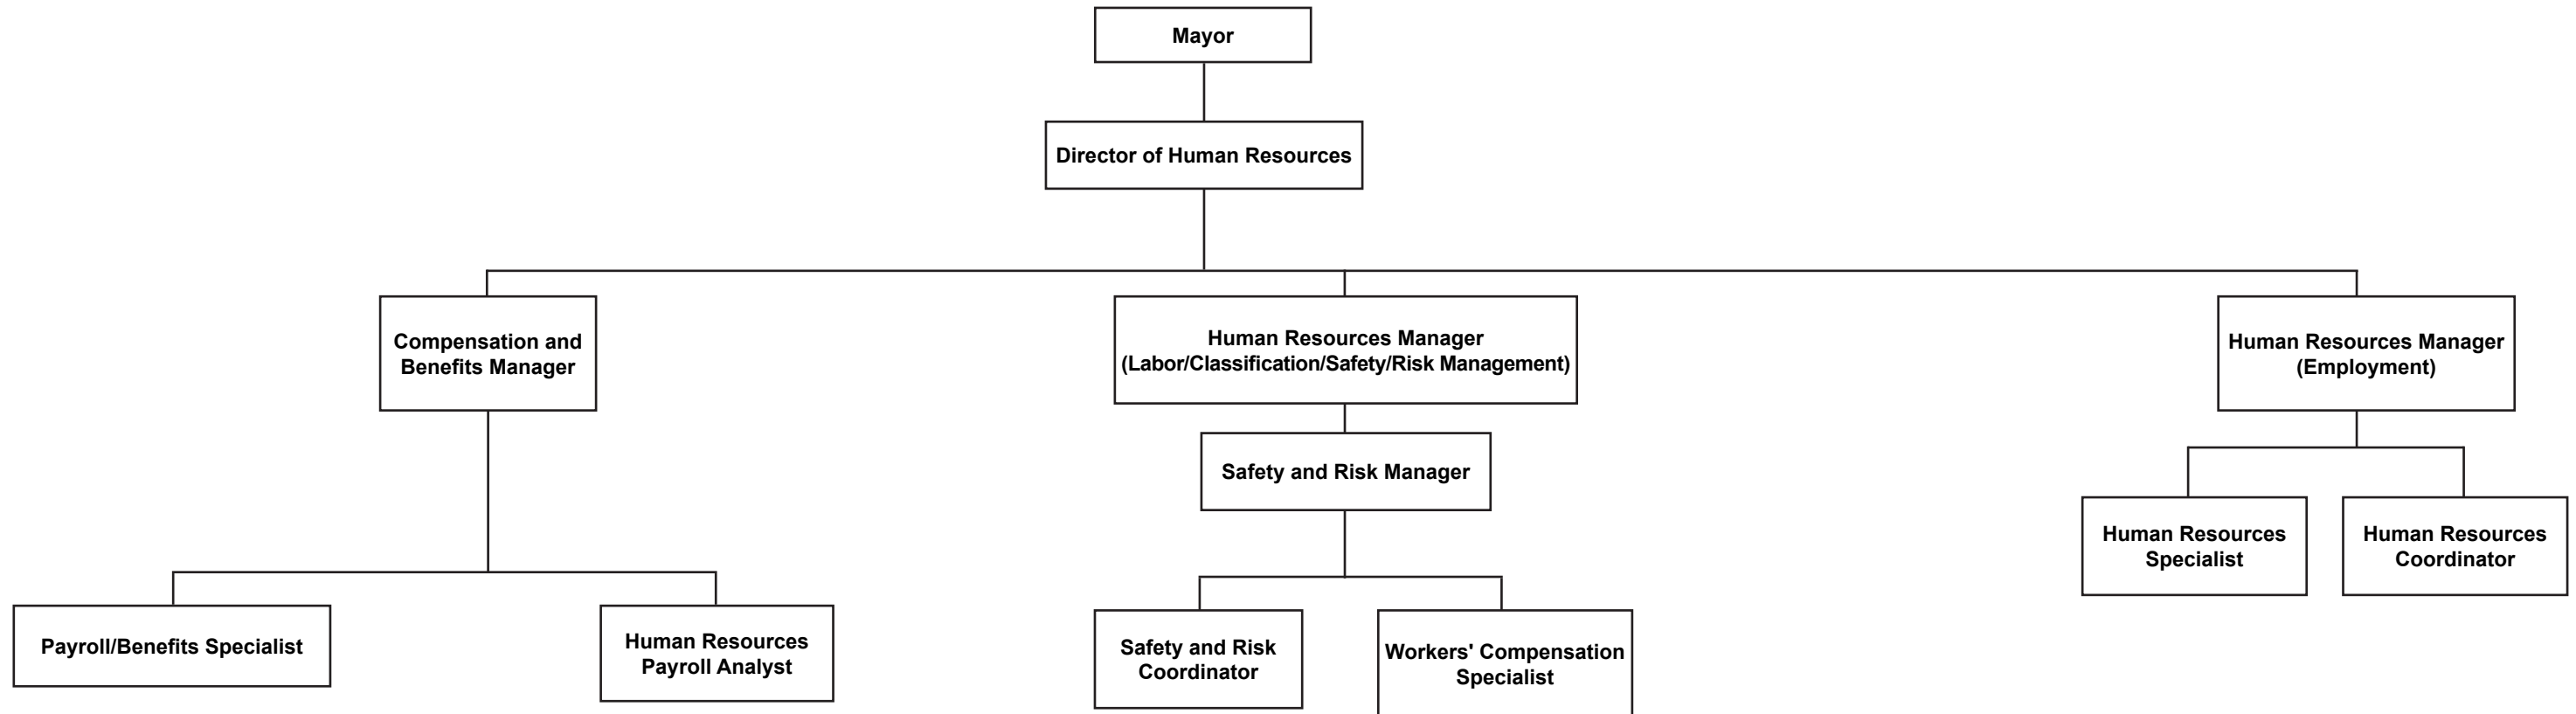 Mayor
Director of Human Resources
Compensation and
Benefits Manager
Human Resources Manager
(Labor/Classification/Safety/Risk Management)
Human Resources Manager
(Employment)
Safety and Risk Manager
Human Resources
Specialist
Human Resources
Coordinator
Payroll/Benefits Specialist
Human Resources
Payroll Analyst
Safety and Risk
Coordinator
Workers' Compensation
Specialist